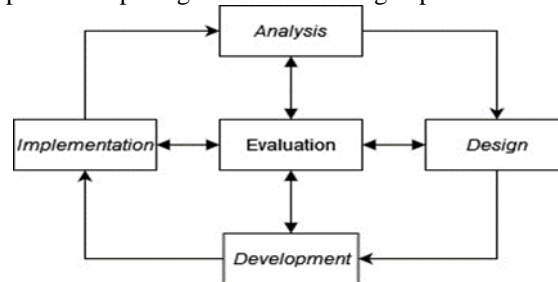 Analysis
Implementation
Evaluation
Design
Development